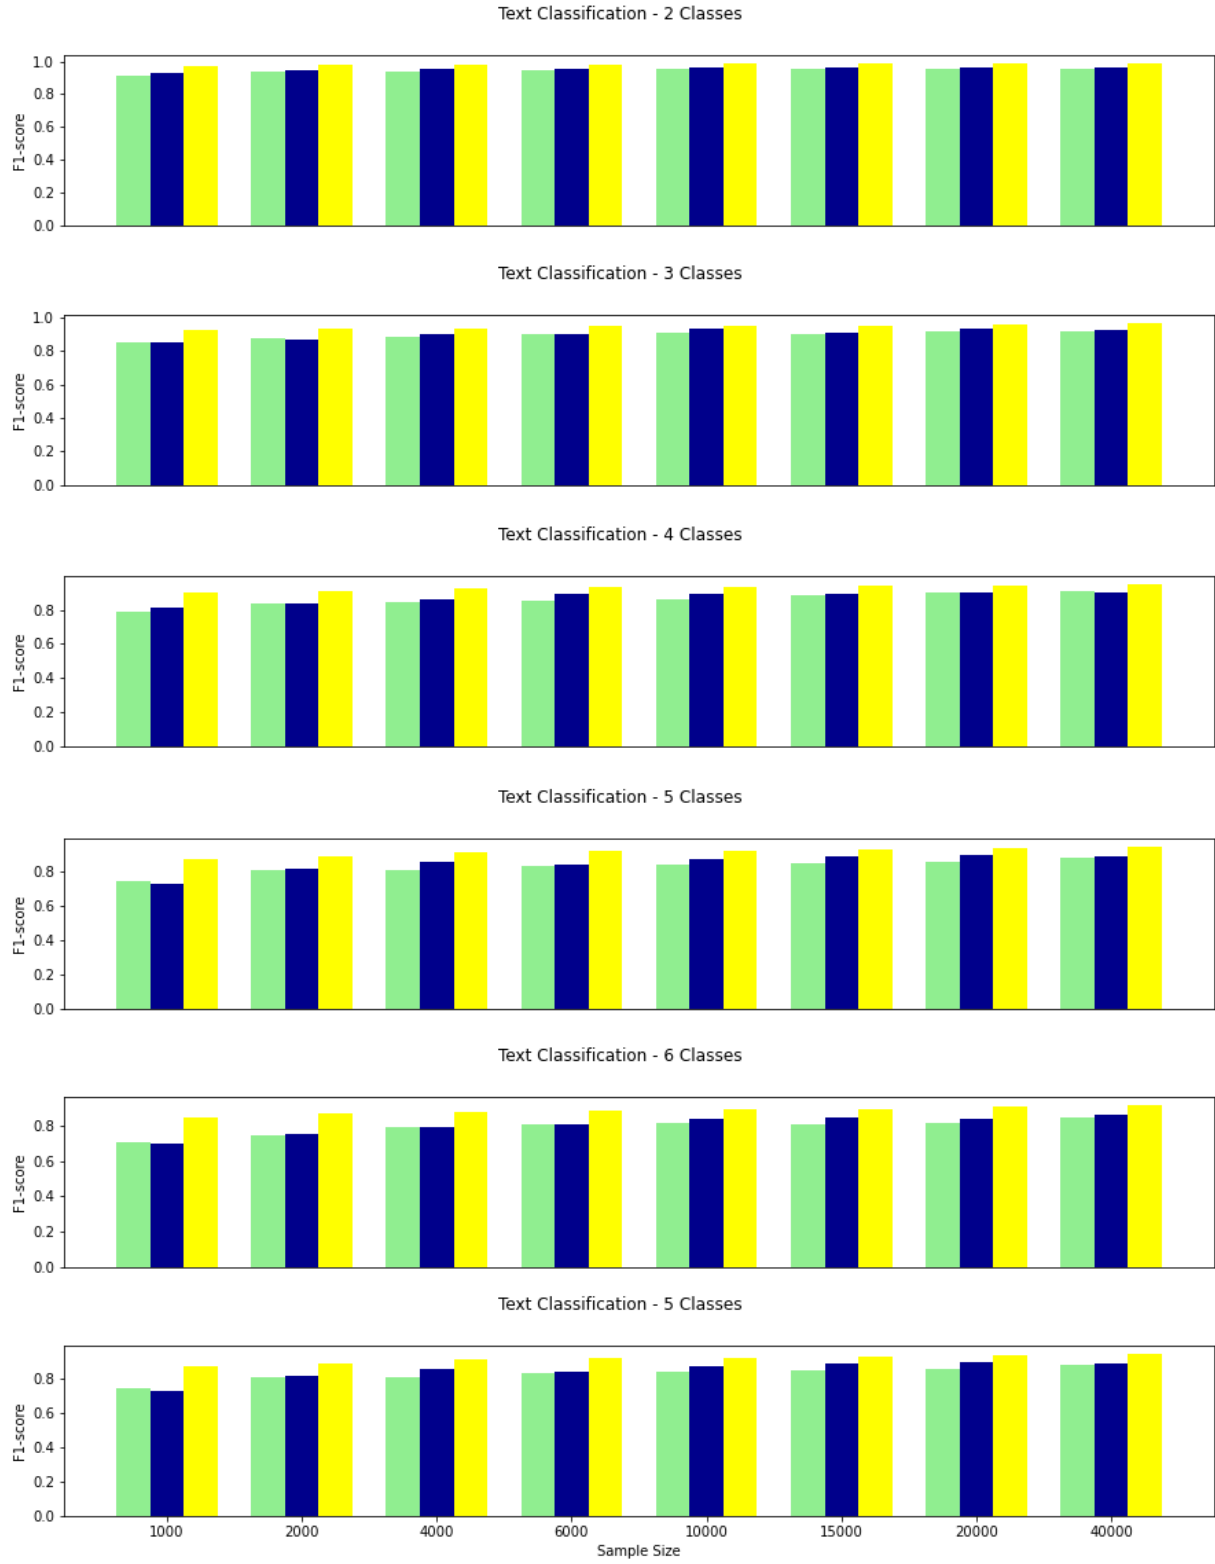 Text Classification - 2 Classes
1.0
0.8
0.6
0.4
0.2
0.0
F1-score
Text Classification - 3 Classes
1.0
0.8
0.6
0.4
0.2
0.0
F1-score
Text Classification - 4 Classes
0.8
0.6
0.4
0.2
0.0
F1-score
Text Classification - 5 Classes
0.8
0.6
0.4
0.2
0.0
F1-score
Text Classification - 6 Classes
0.8
0.6
0.4
0.2
0.0
F1-score
Text Classification - 5 Classes
0.8
0.6
0.4
0.2
0.0
F1-score
1000 2000 4000 6000 10000 15000 20000 40000
Sample Size